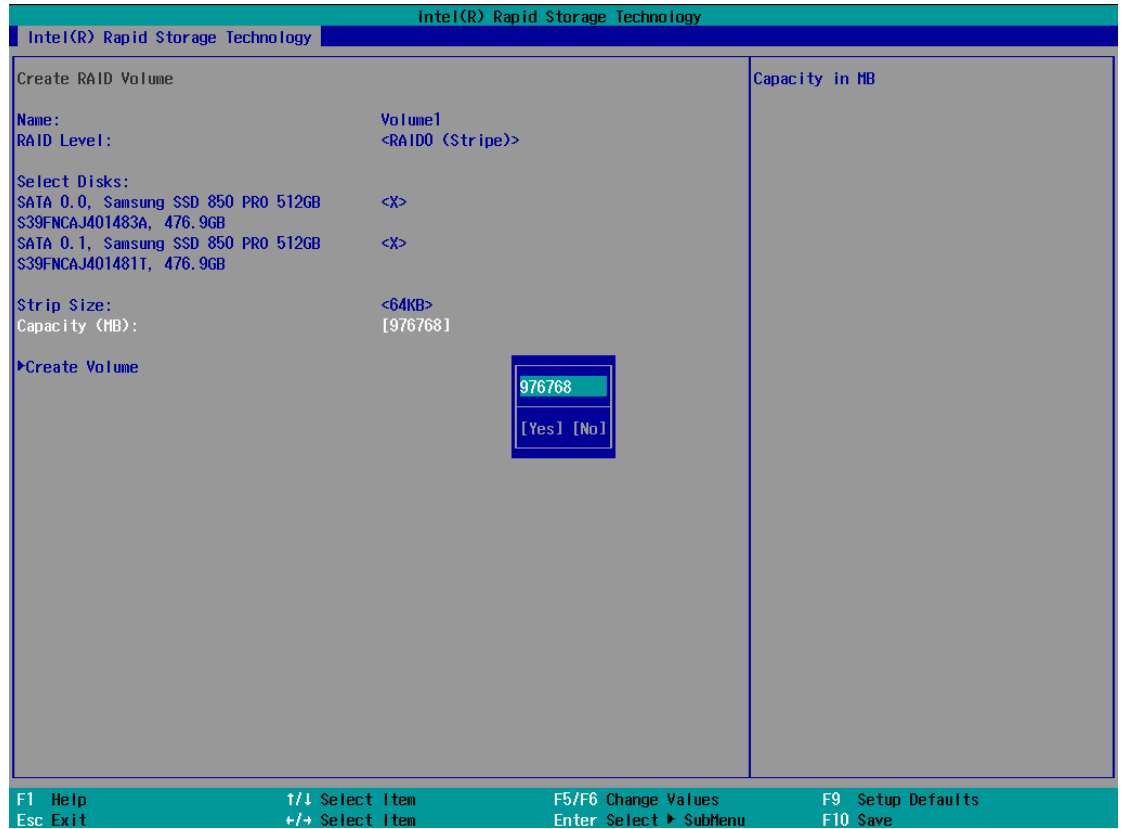 Intel(R) Rapid Storage Technology
Intel(R) Rapid Storage Technology
Create RAID Volume
Capacity in MB
Name: Volume1
RAID Level: <RAID0 (Stripe)>
Select Disks:
SATA 0.0, Samsung SSD 850 PRO 512GB <X>
S39FNCAJ401483A, 476.9GB
SATA 0.1, Samsung SSD 850 PRO 512GB <X>
S39FNCAJ401481T, 476.9GB
Strip Size: <64KB>
Capacity (MB): [976768]
▶Create Volume
976768
[Yes] [No]
F1 Help ↑/↓ Select Item F5/F6 Change Values F9 Setup Defaults
Esc Exit ←/→ Select Item Enter Select ▶ SubMenu F10 Save